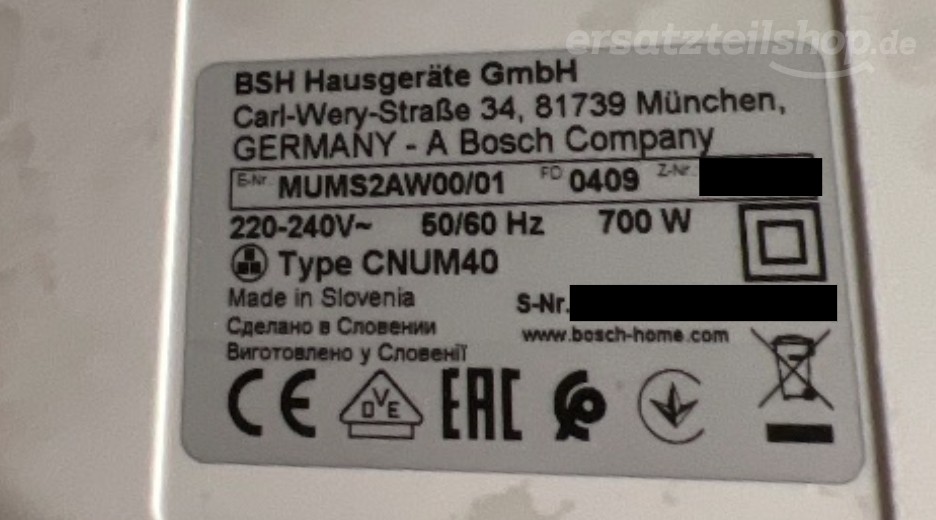 ersatzteilshop.de
BSH Hausgeräte GmbH
Carl-Wery-Straße 34, 81739 München,
GERMANY - A Bosch Company
E-Nr. MUMS2AW00/01 FD 0409 Z-Nr.
220-240V~ 50/60 Hz 700 W
Type CNUM40
Made in Slovenia
S-Nr.
Сделано в Словении
www.bosch-home.com
Виготовлено у Словенії
CE DVE EAC